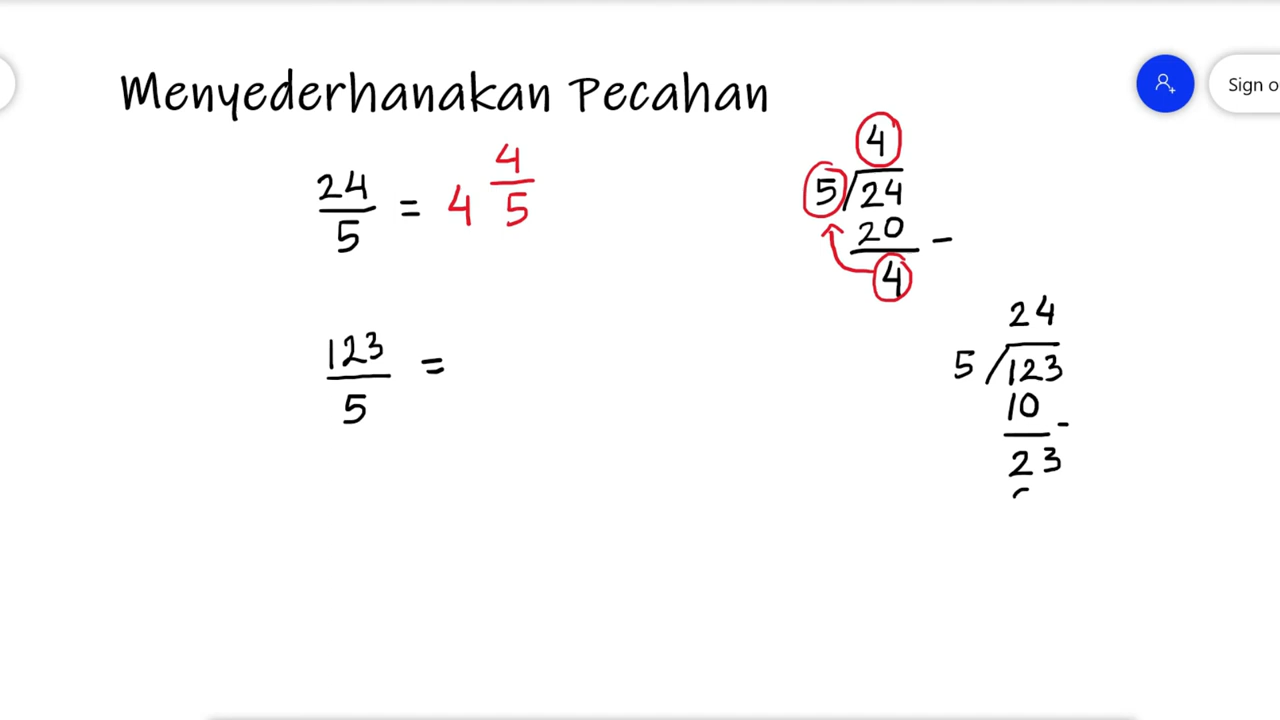 Menyederhanakan Pecahan
Sign o
24/5 = 4 4/5
4
5 / 24
20 -
4
123/5 =
24
5 / 123
10 -
23